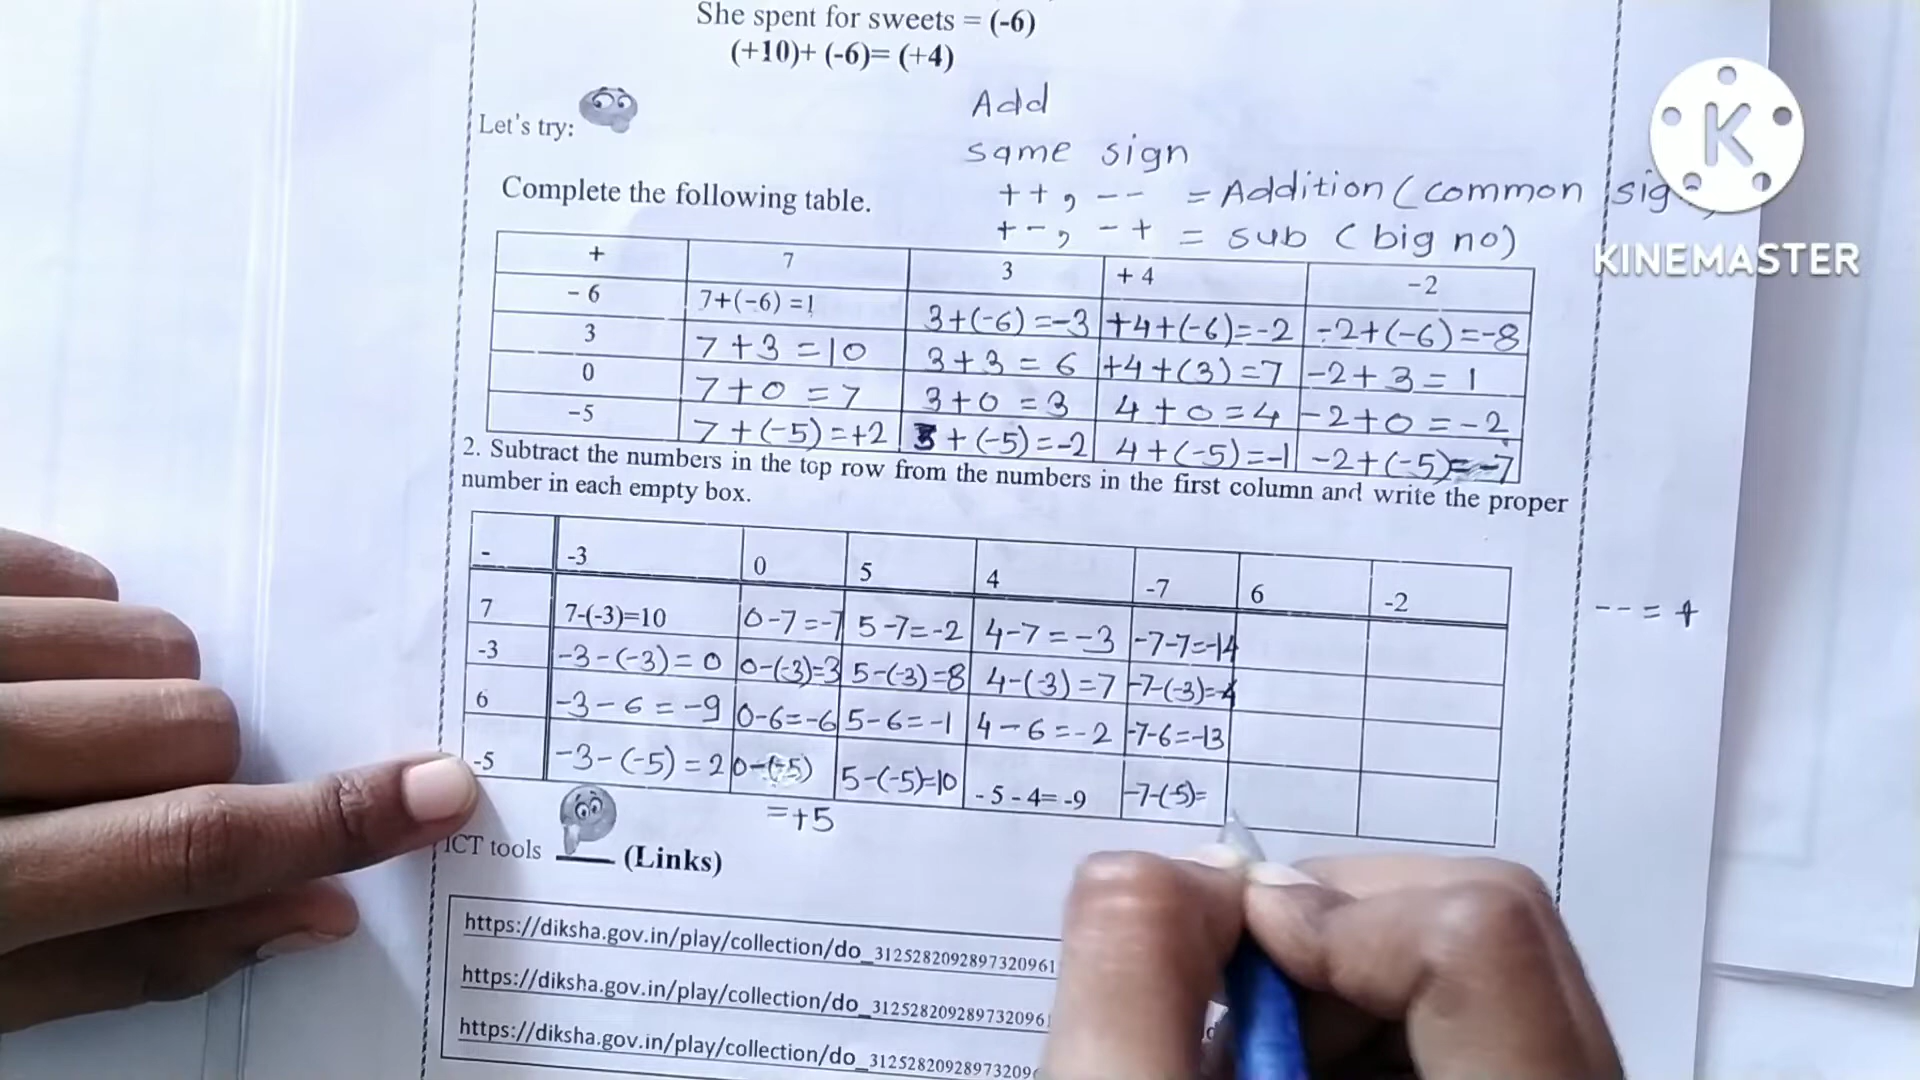 She spent for sweets = (-6)
(+10)+ (-6)= (+4)
Add
Let's try:
same sign
++, -- = Addition (common
Complete the following table.
+-, -+ = sub (big no)
KINEMASTER
+ 7 3 +4 -2
-6 7+(-6) =1 3+(-6) =-3 +4+(-6)=-2 -2+(-6)=-8
3 7+3 =10 3+3 = 6 +4+(3)=7 -2+3=1
0 7+0 =7 3+0 =3 4+0=4 -2+0=-2
-5 7+(-5)=+2 3+(-5)=-2 4+(-5)=-1 -2+(-5)=-7
2. Subtract the numbers in the top row from the numbers in the first column and write the proper
number in each empty box.
- -3 0 5 4 -7 6 -2
-- = +
7 7-(-3)=10 0-7=-7 5-7=-2 4-7=-3 -7-7=-14
-3 -3-(-3)=0 0-(-3)=3 5-(-3)=8 4-(-3)=7 -7-(-3)=-4
6 -3-6=-9 0-6=-6 5-6=-1 4-6=-2 -7-6=-13
-5 -3-(-5)=2 0-(-5) 5-(-5)=10 -5-4=-9 -7-(-5)=
=+5
ICT tools (Links)
https://diksha.gov.in/play/collection/do_3125282092897320961
https://diksha.gov.in/play/collection/do_3125282092897320961
https://diksha.gov.in/play/collection/do_312528209289732096